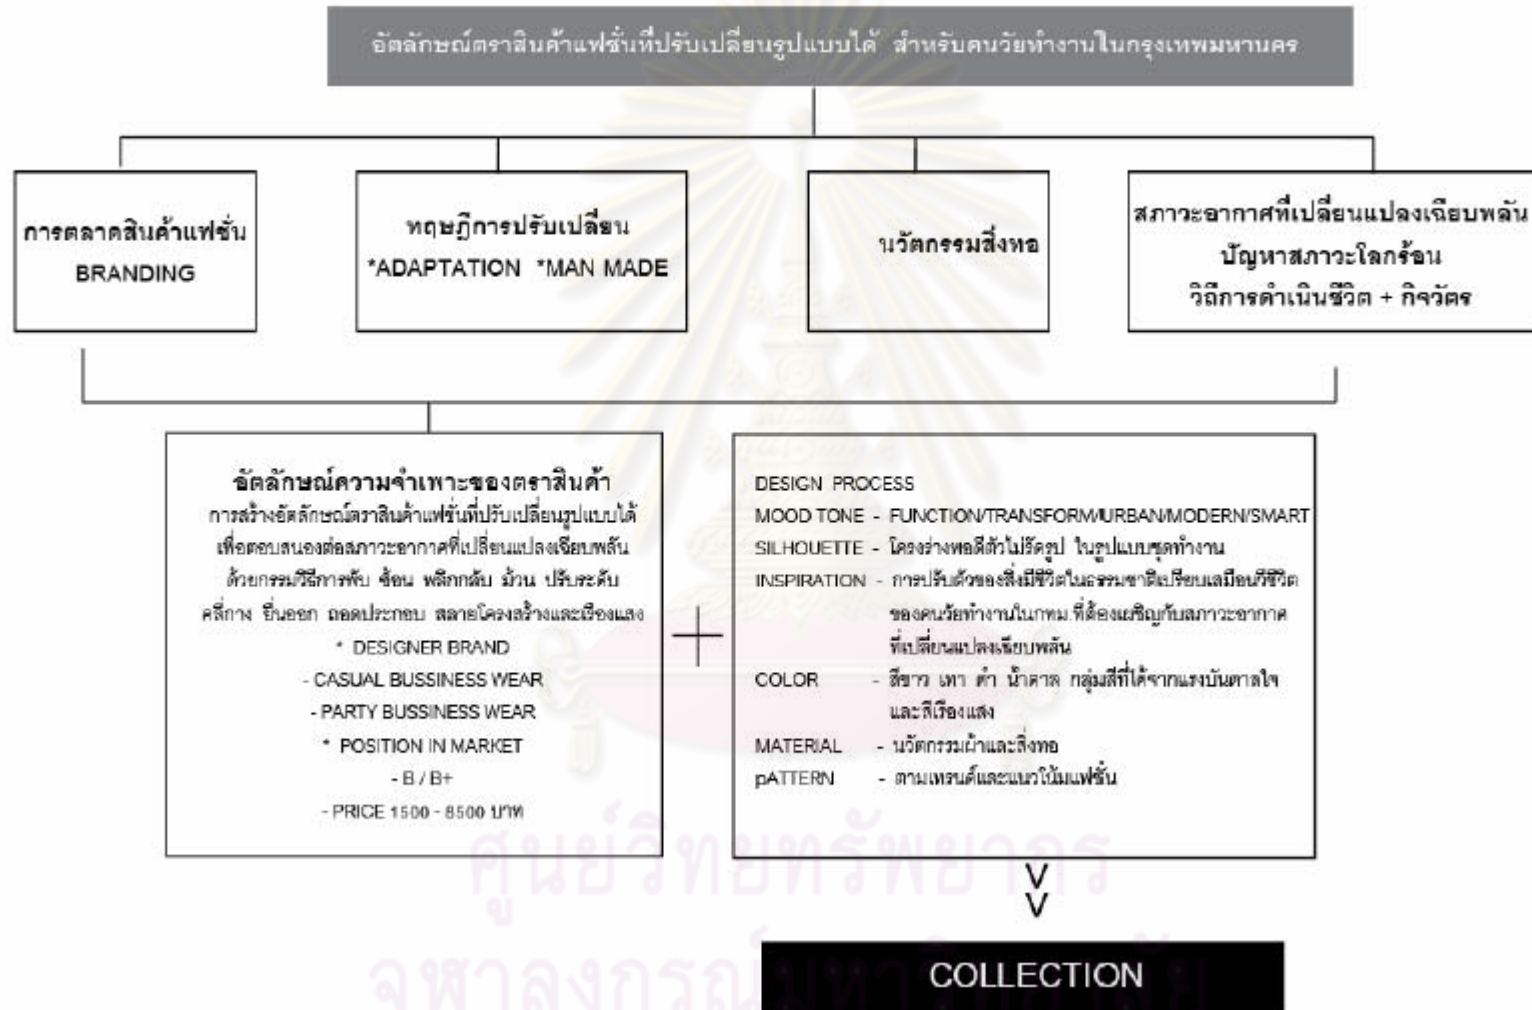 อัตลักษณ์ตราสินค้าแฟชั่นที่ปรับเปลี่ยนรูปแบบได้ สำหรับคนวัยทำงานในกรุงเทพมหานคร
การตลาดสินค้าแฟชั่น
BRANDING
ทฤษฎีการปรับเปลี่ยน
*ADAPTATION *MAN MADE
นวัตกรรมสิ่งทอ
สภาวะอากาศที่เปลี่ยนแปลงเฉียบพลัน
ปัญหาสภาวะโลกร้อน
วิถีการดำเนินชีวิต + กิจวัตร
อัตลักษณ์ความจำเพาะของตราสินค้า
การสร้างอัตลักษณ์ตราสินค้าแฟชั่นที่ปรับเปลี่ยนรูปแบบได้
เพื่อตอบสนองต่อสภาวะอากาศที่เปลี่ยนแปลงเฉียบพลัน
ด้วยกรรมวิธีการพับ ซ้อน พลิกกลับ ม้วน ปรับระดับ
คลี่กาง ยื่นออก ถอดประกอบ สลายโครงสร้างและเรืองแสง
* DESIGNER BRAND
- CASUAL BUSSINESS WEAR
- PARTY BUSSINESS WEAR
* POSITION IN MARKET
- B / B+
- PRICE 1500 - 8500 บาท
DESIGN PROCESS
MOOD TONE - FUNCTION/TRANSFORM/URBAN/MODERN/SMART
SILHOUETTE - โครงร่างพอดีตัวไม่รัดรูป ในรูปแบบชุดทำงาน
INSPIRATION - การปรับตัวของสิ่งมีชีวิตในธรรมชาติเปรียบเสมือนวิชีวิต
ของคนวัยทำงานในกทม.ที่ต้องเผชิญกับสภาวะอากาศ
ที่เปลี่ยนแปลงเฉียบพลัน
COLOR - สีขาว เทา ดำ น้ำตาล กลุ่มสีที่ได้จากแรงบันดาลใจ
และสีเรืองแสง
MATERIAL - นวัตกรรมผ้าและสิ่งทอ
pATTERN - ตามเทรนด์และแนวโน้มแฟชั่น
COLLECTION
ศูนย์วิทยทรัพยากร
จุฬาลงกรณ์มหาวิทยาลัย